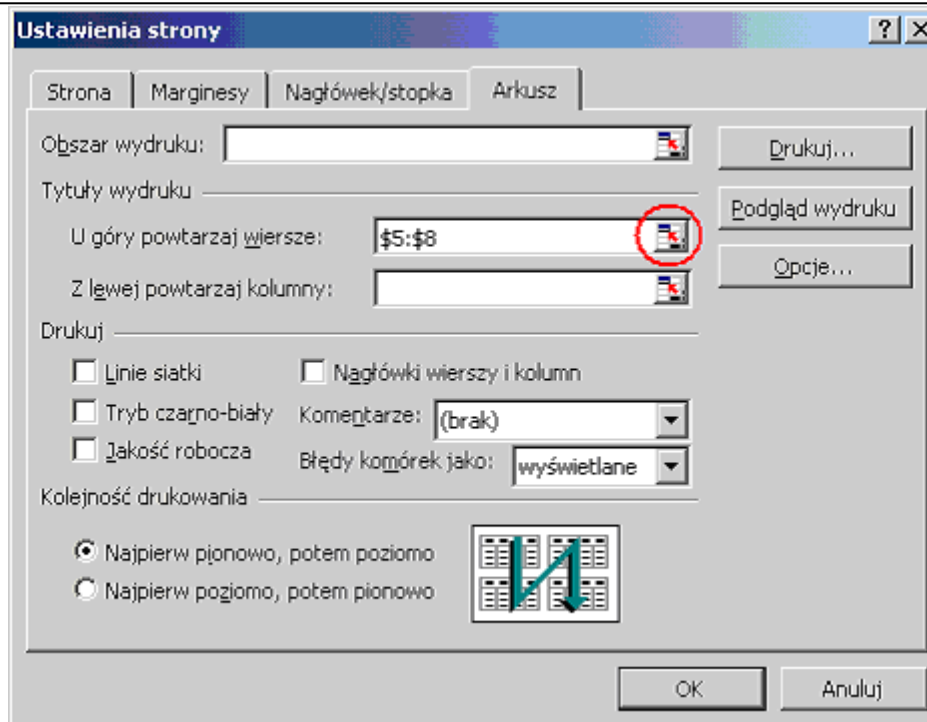 Ustawienia strony
Strona Marginesy Nagłówek/stopka Arkusz
Obszar wydruku: Drukuj...
Tytuły wydruku Podgląd wydruku
U góry powtarzaj wiersze: $5:$8 Opcje...
Z lewej powtarzaj kolumny:
Drukuj
Linie siatki Nagłówki wierszy i kolumn
Tryb czarno-biały Komentarze: (brak)
Jakość robocza Błędy komórek jako: wyświetlane
Kolejność drukowania
Najpierw pionowo, potem poziomo
Najpierw poziomo, potem pionowo
OK Anuluj